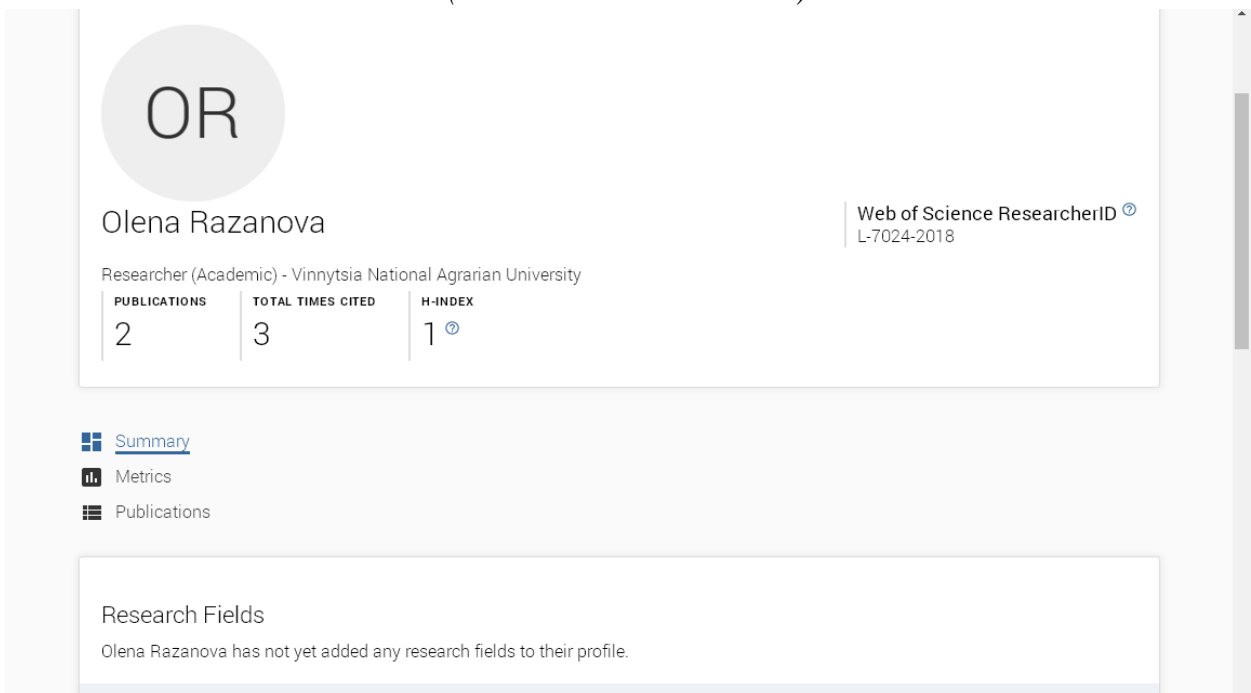 OR
Olena Razanova
Web of Science ResearcherID ?
L-7024-2018
Researcher (Academic) - Vinnytsia National Agrarian University
PUBLICATIONS TOTAL TIMES CITED H-INDEX
2 3 1 ?
Summary
Metrics
Publications
Research Fields
Olena Razanova has not yet added any research fields to their profile.